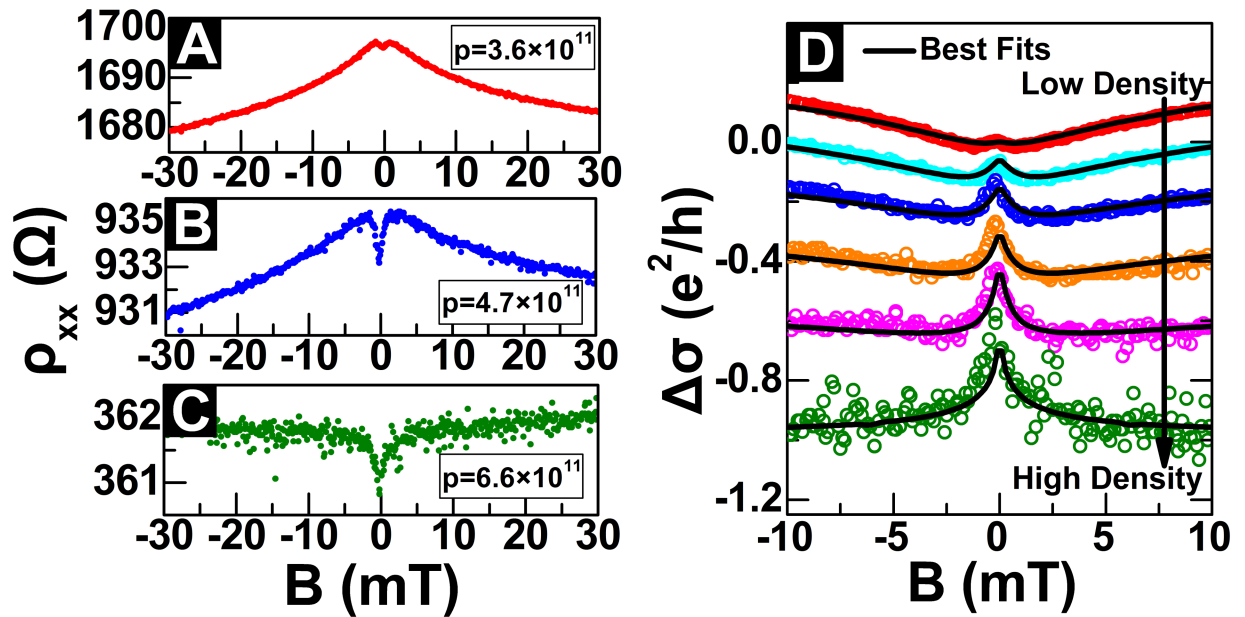 A
p=3.6×10¹¹
1700
1690
1680
-30 -20 -10 0 10 20 30
B
p=4.7×10¹¹
935
933
931
-30 -20 -10 0 10 20 30
C
p=6.6×10¹¹
362
361
-30 -20 -10 0 10 20 30
ρxx (Ω)
B (mT)
D
Best Fits
Low Density
High Density
0.0
-0.4
-0.8
-1.2
-10 -5 0 5 10
Δσ (e²/h)
B (mT)